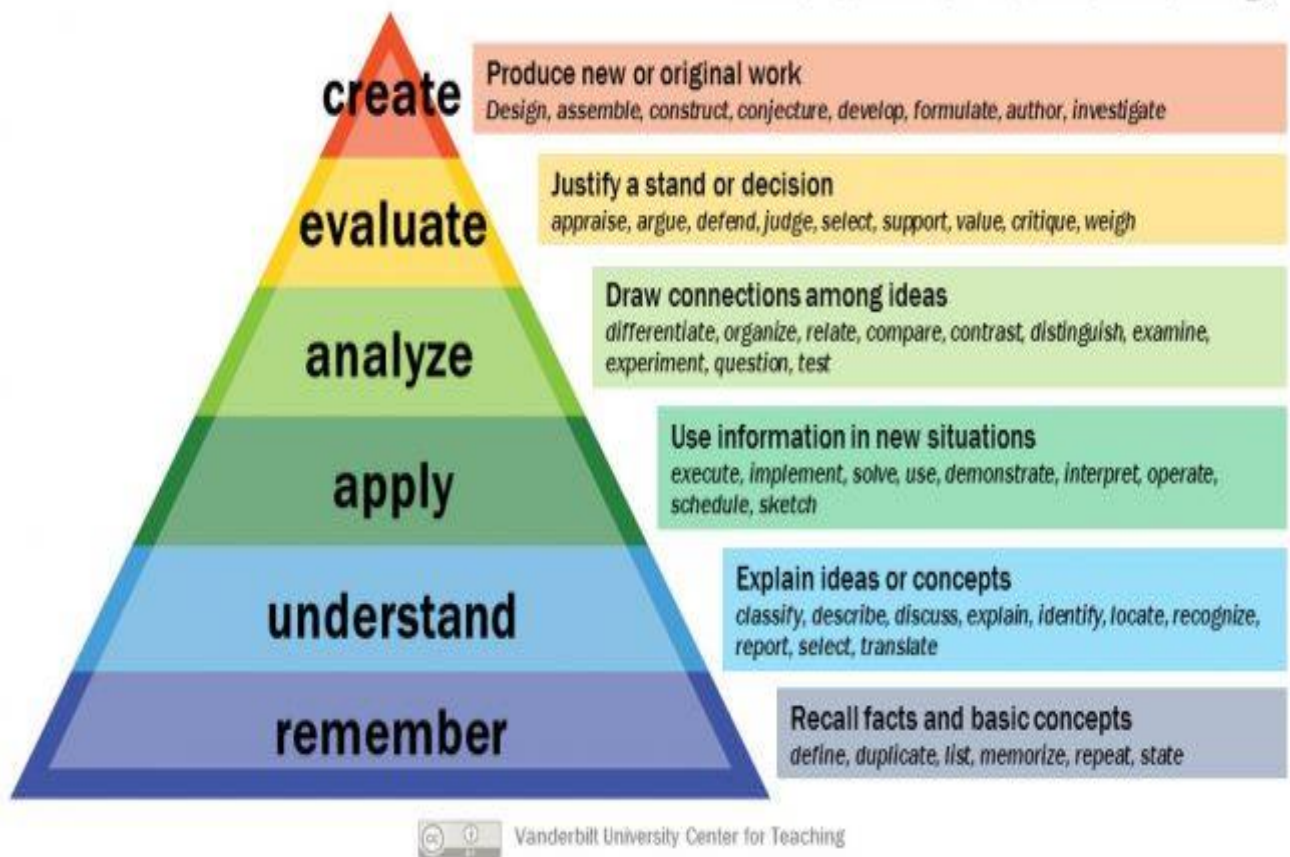 create
Produce new or original work
Design, assemble, construct, conjecture, develop, formulate, author, investigate
evaluate
Justify a stand or decision
appraise, argue, defend, judge, select, support, value, critique, weigh
analyze
Draw connections among ideas
differentiate, organize, relate, compare, contrast, distinguish, examine,
experiment, question, test
apply
Use information in new situations
execute, implement, solve, use, demonstrate, interpret, operate,
schedule, sketch
understand
Explain ideas or concepts
classify, describe, discuss, explain, identify, locate, recognize,
report, select, translate
remember
Recall facts and basic concepts
define, duplicate, list, memorize, repeat, state
cc Vanderbilt University Center for Teaching